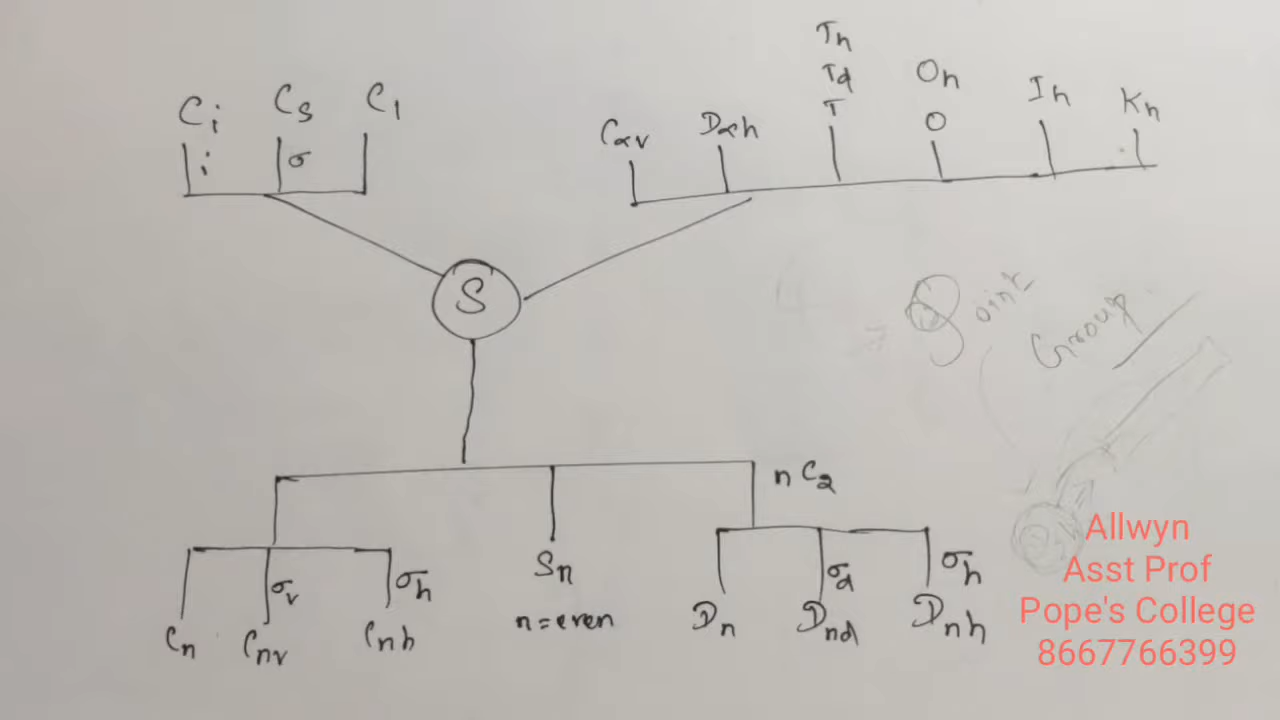 Ci Cs C1
i σ
Th
Td
T
Oh
O
Ih
Kh
C∝v D∝h
S
Point
Group
nC2
σv σh
Cn Cnv Cnh
Sn
n = even
σd σh
Dn Dnd Dnh
Allwyn
Asst Prof
Pope's College
8667766399